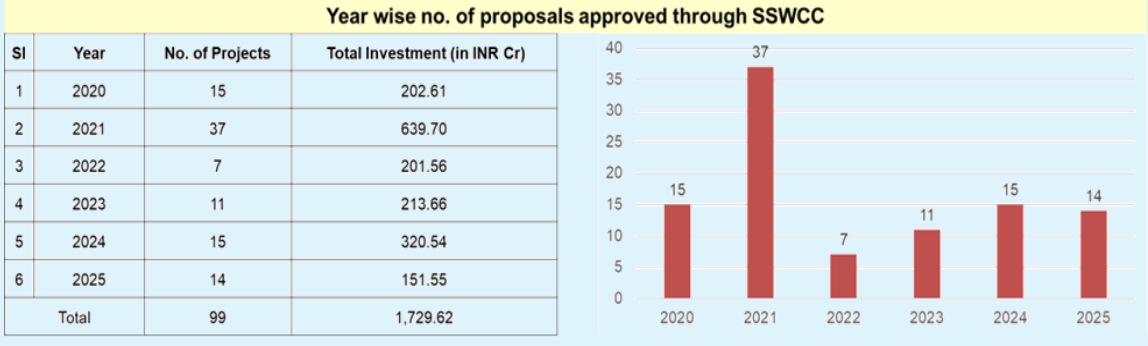 Year wise no. of proposals approved through SSWCC
SI Year No. of Projects Total Investment (in INR Cr)
1 2020 15 202.61
2 2021 37 639.70
3 2022 7 201.56
4 2023 11 213.66
5 2024 15 320.54
6 2025 14 151.55
Total 99 1,729.62
40
35
30
25
20
15
10
5
0
15
37
7
11
15
14
2020 2021 2022 2023 2024 2025